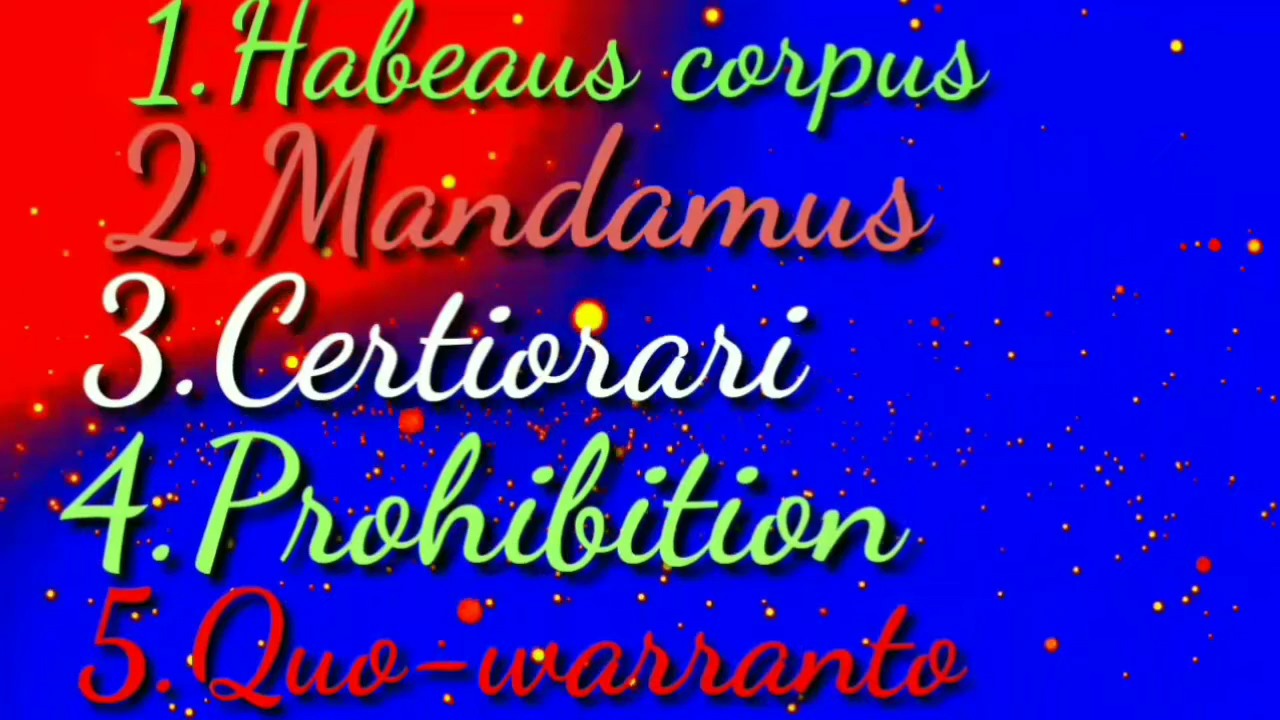 1.Habeaus corpus
2.Mandamus
3.Certiorari
4.Prohibition
5.Quo-warranto